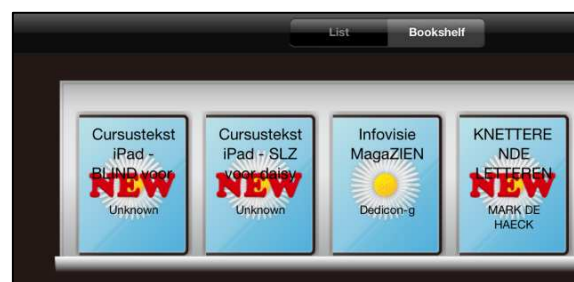 List Bookshelf
Cursustekst
iPad -
BLIND voor
NEW
Unknown
Cursustekst
iPad - SLZ
voor daisy
NEW
Unknown
Infovisie
MagaZIEN
Dedicon-g
KNETTERE
NDE
LETTEREN
NEW
MARK DE
HAECK